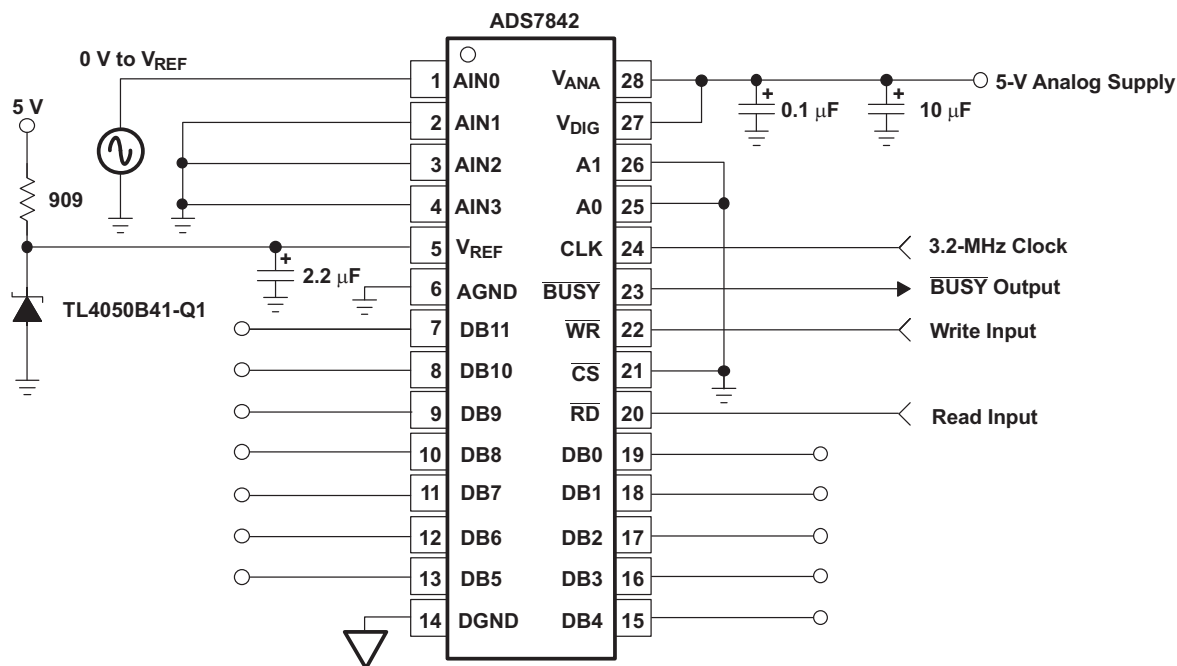 ADS7842
0 V to VREF
5 V
909
TL4050B41-Q1
2.2 μF
1 AIN0
2 AIN1
3 AIN2
4 AIN3
5 VREF
6 AGND
7 DB11
8 DB10
9 DB9
10 DB8
11 DB7
12 DB6
13 DB5
14 DGND
VANA 28
VDIG 27
A1 26
A0 25
CLK 24
BUSY 23
WR 22
CS 21
RD 20
DB0 19
DB1 18
DB2 17
DB3 16
DB4 15
+ 0.1 μF
+ 10 μF
+
5-V Analog Supply
3.2-MHz Clock
BUSY Output
Write Input
Read Input